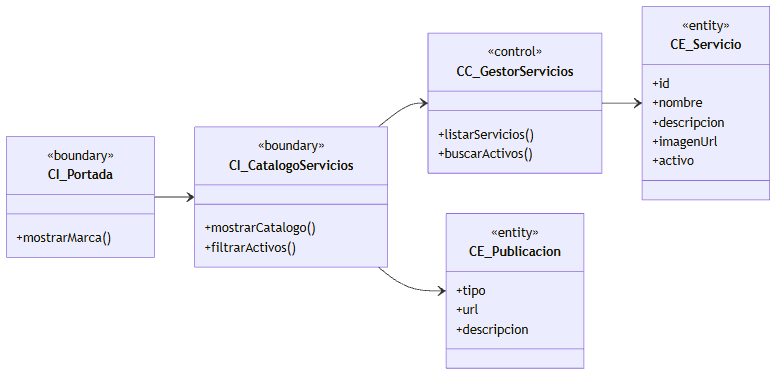 «boundary»
CI_Portada
+mostrarMarca()
«boundary»
CI_CatalogoServicios
+mostrarCatalogo()
+filtrarActivos()
«control»
CC_GestorServicios
+listarServicios()
+buscarActivos()
«entity»
CE_Servicio
+id
+nombre
+descripcion
+imagenUrl
+activo
«entity»
CE_Publicacion
+tipo
+url
+descripcion